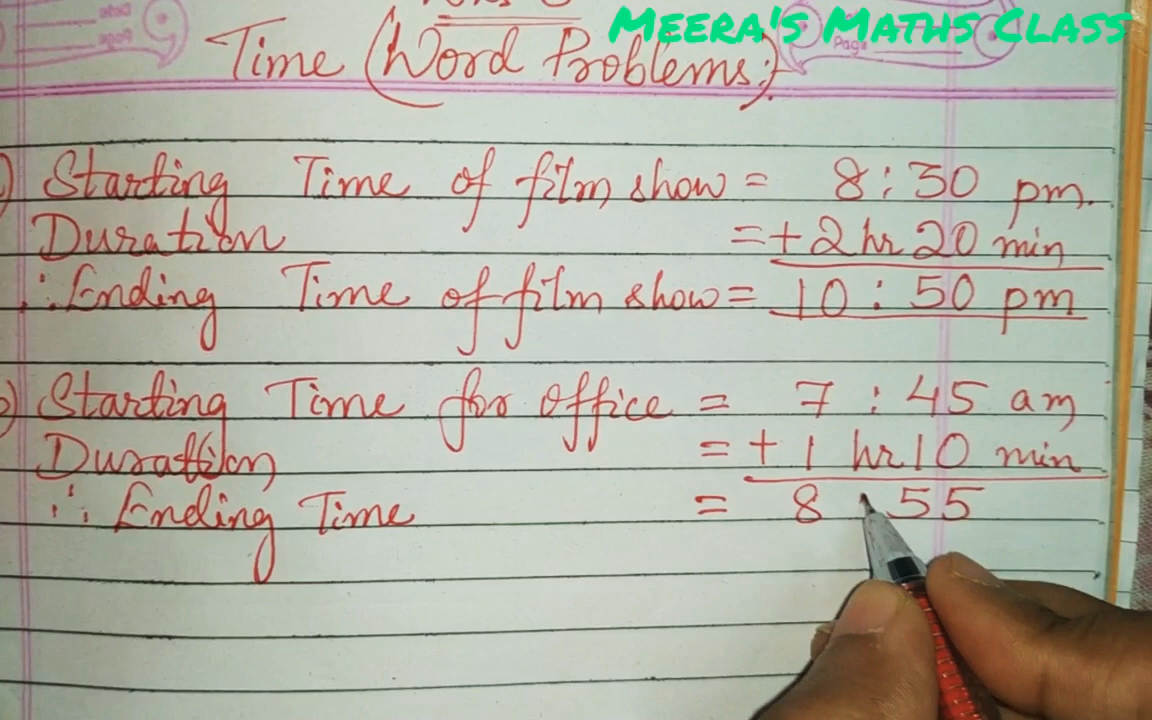 MEERA'S MATHS CLASS
Time (Word Problems:)
Starting Time of film show = 8:30 pm.
Duration =+2 hr 20 min
∴ Ending Time of film show = 10:50 pm
Starting Time for office = 7:45 am
Duration = + 1 hr 10 min
∴ Ending Time = 8 55